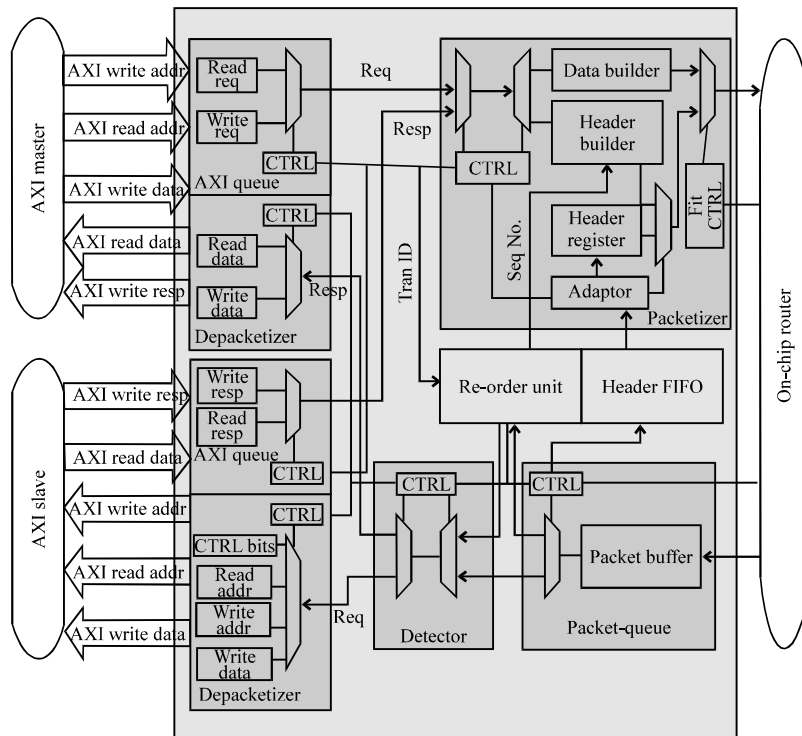 AXI master
AXI write addr
AXI read addr
AXI write data
AXI read data
AXI write resp
Read
req
Write
req
CTRL
AXI queue
CTRL
Read
data
Write
data
Depacketizer
Req
Resp
Resp
Tran ID
Seq No.
CTRL
Data builder
Header
builder
Header
register
Adaptor
Fit
CTRL
Packetizer
Re-order unit
Header FIFO
On-chip router
AXI slave
AXI write resp
AXI read data
AXI write addr
AXI read addr
AXI write data
Write
resp
Read
resp
AXI queue
CTRL
CTRL
CTRL bits
Read
addr
Write
addr
Write
data
Depacketizer
Req
CTRL
Detector
CTRL
Packet buffer
Packet-queue